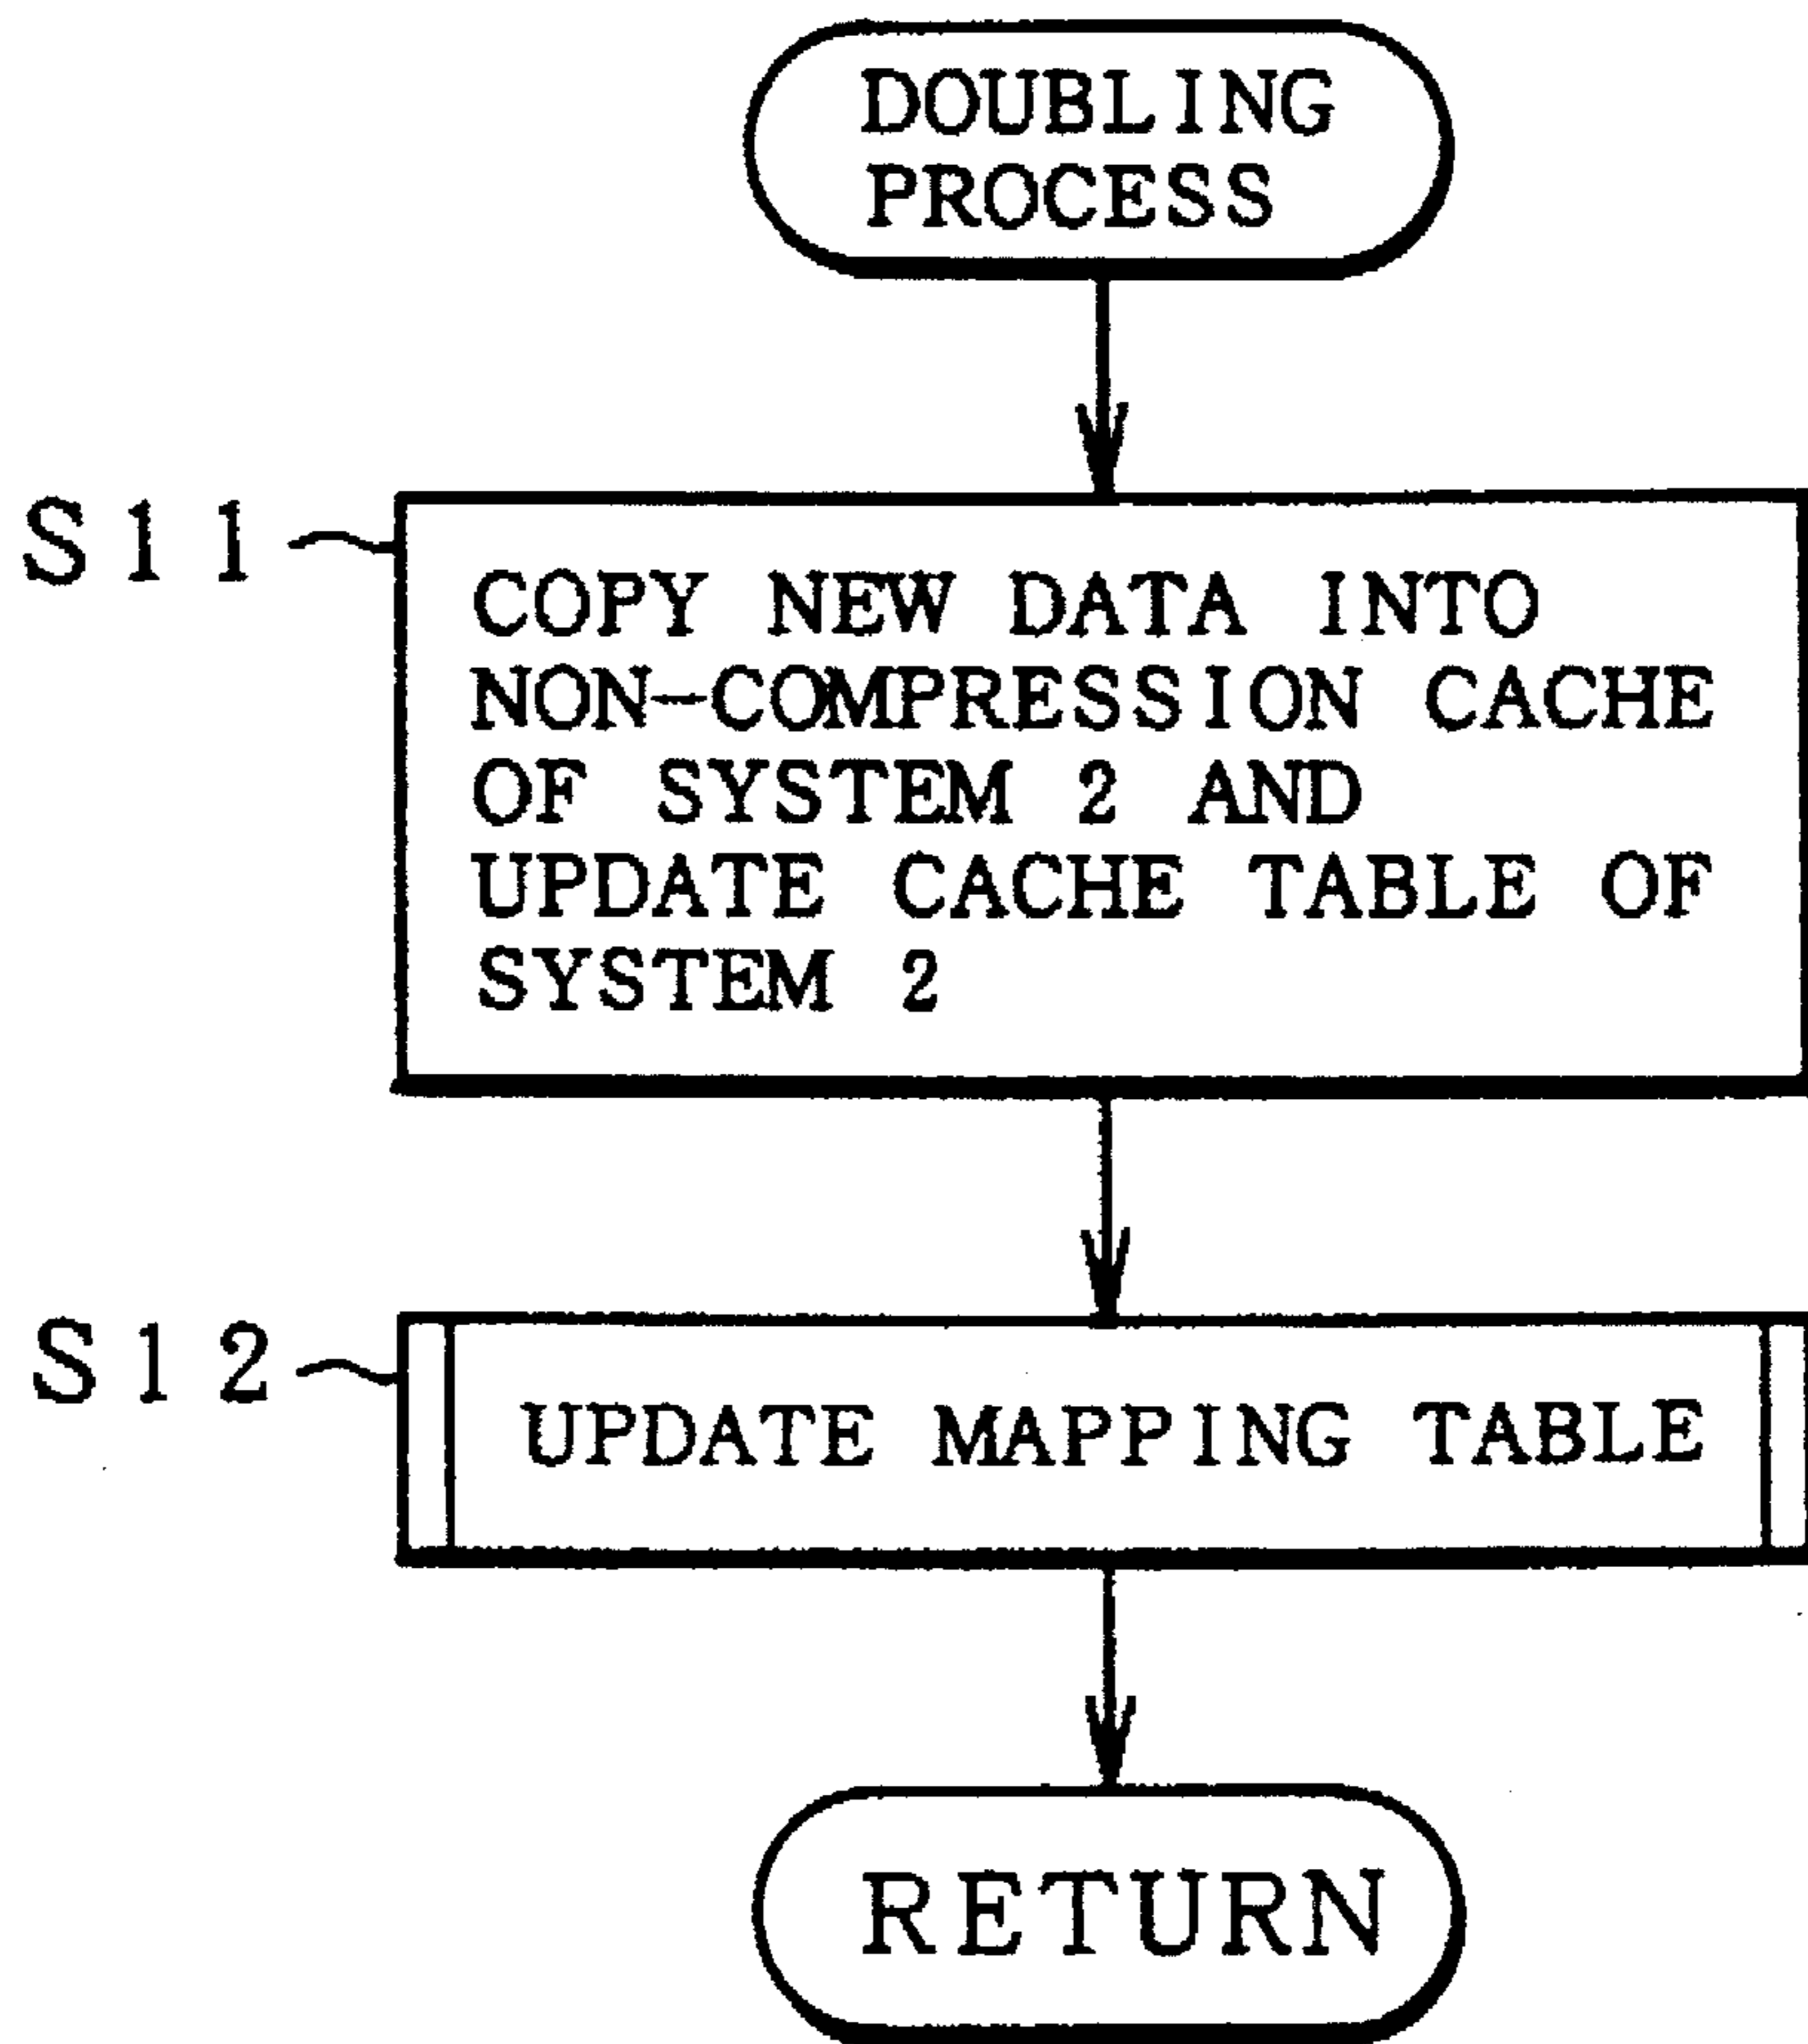 DOUBLING
PROCESS
S11
COPY NEW DATA INTO
NON-COMPRESSION CACHE
OF SYSTEM 2 AND
UPDATE CACHE TABLE OF
SYSTEM 2
S12
UPDATE MAPPING TABLE
RETURN